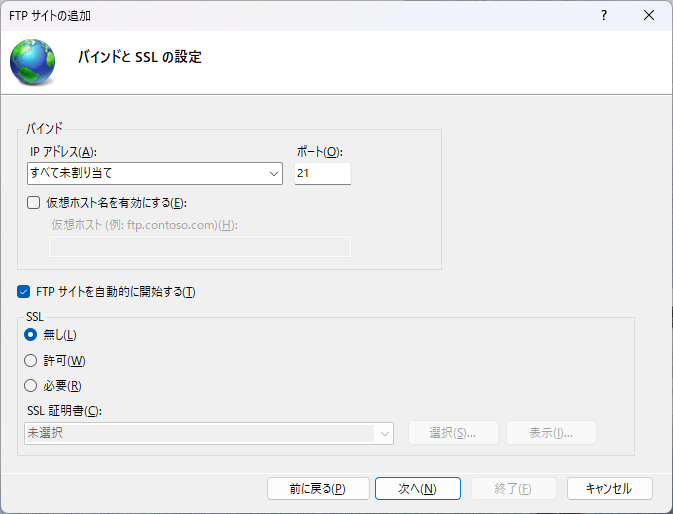 FTP サイトの追加
バインドと SSL の設定
バインド
IP アドレス(A): ポート(O):
すべて未割り当て 21
仮想ホスト名を有効にする(E):
仮想ホスト (例: ftp.contoso.com)(H):
FTP サイトを自動的に開始する(T)
SSL
無し(L)
許可(W)
必要(R)
SSL 証明書(C):
未選択 選択(S)... 表示(I)...
前に戻る(P) 次へ(N) 終了(F) キャンセル